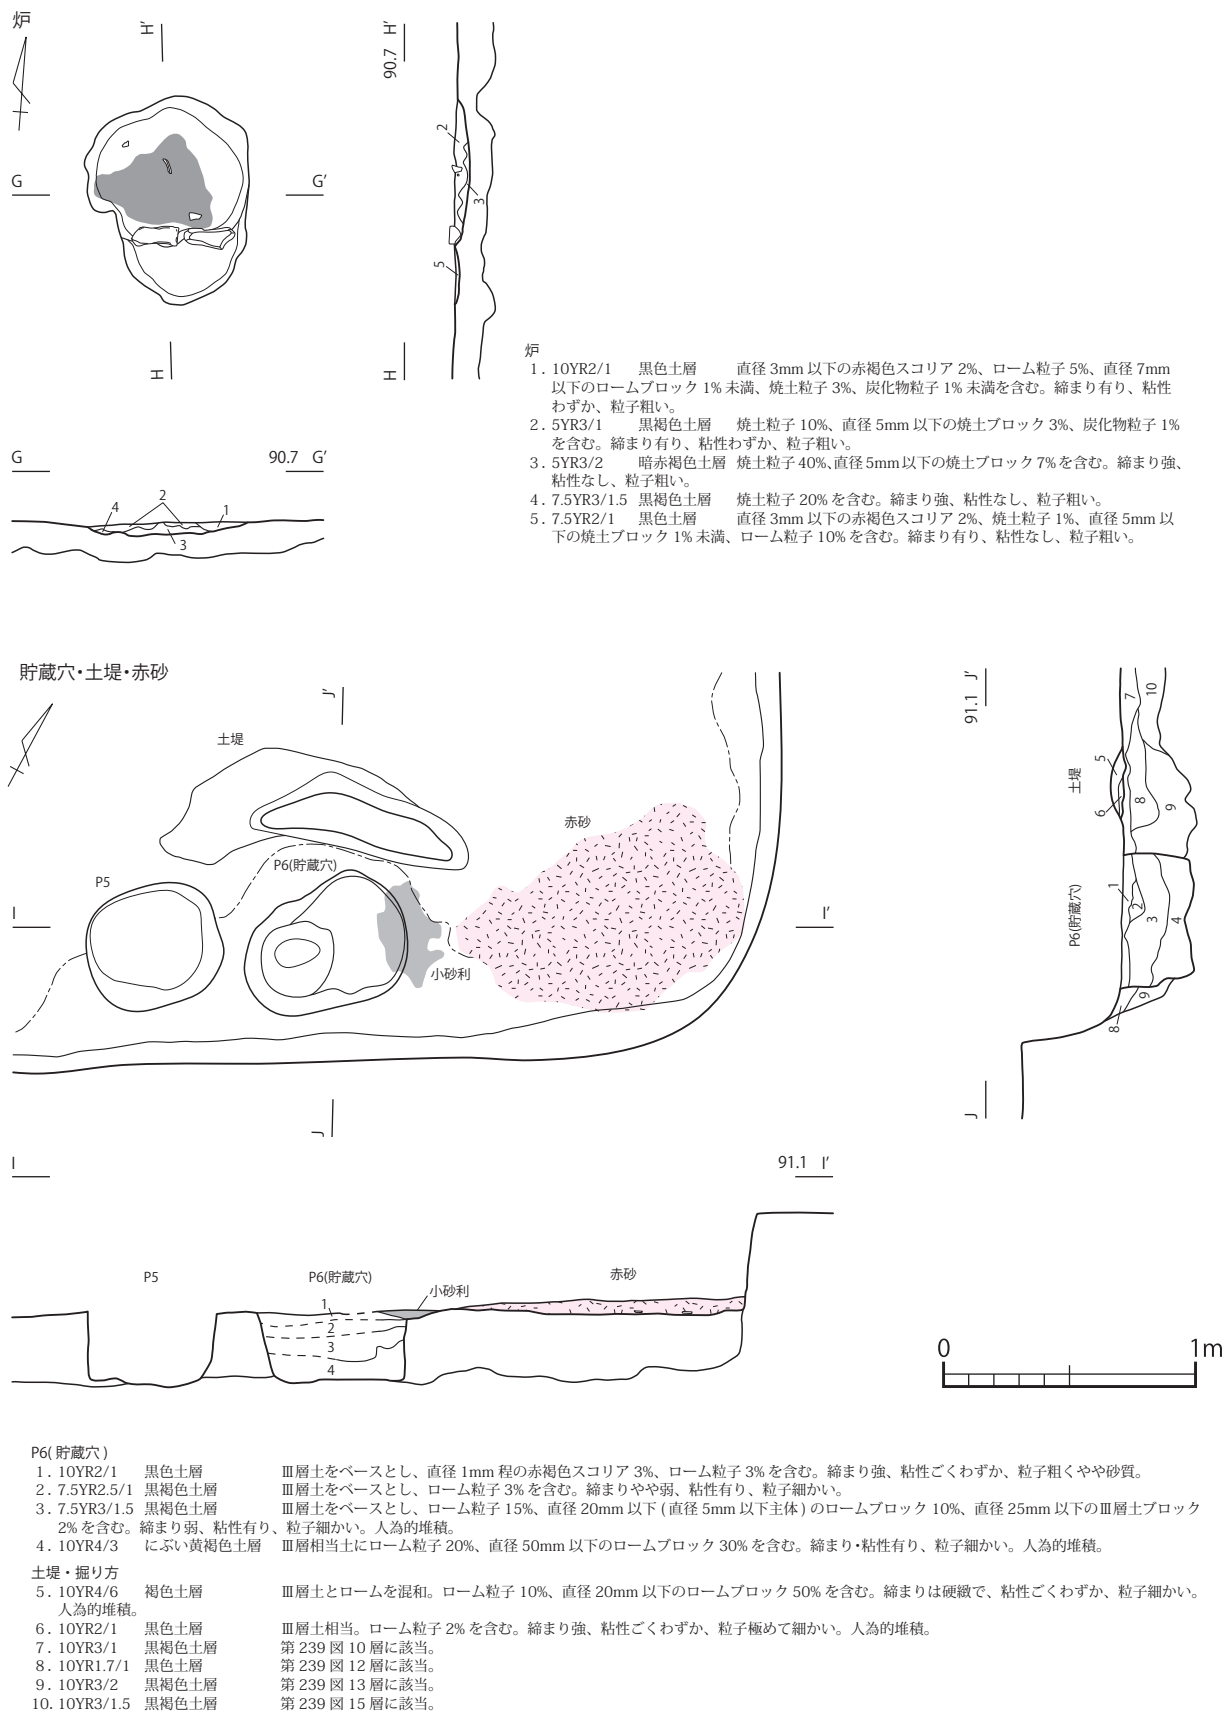 炉
H′
90.7 H′
2
G
G′
3
5
H
H
炉
1．10YR2/1 黒色土層 直径 3mm 以下の赤褐色スコリア 2%、ローム粒子 5%、直径 7mm
以下のロームブロック 1% 未満、焼土粒子 3%、炭化物粒子 1% 未満を含む。締まり有り、粘性
わずか、粒子粗い。
2．5YR3/1 黒褐色土層 焼土粒子 10%、直径 5mm 以下の焼土ブロック 3%、炭化物粒子 1%
を含む。締まり有り、粘性わずか、粒子粗い。
3．5YR3/2 暗赤褐色土層 焼土粒子 40%、直径 5mm 以下の焼土ブロック 7% を含む。締まり強、
粘性なし、粒子粗い。
4．7.5YR3/1.5 黒褐色土層 焼土粒子 20% を含む。締まり強、粘性なし、粒子粗い。
5．7.5YR2/1 黒色土層 直径 3mm 以下の赤褐色スコリア 2%、焼土粒子 1%、直径 5mm 以
下の焼土ブロック 1% 未満、ローム粒子 10% を含む。締まり有り、粘性なし、粒子粗い。
G
90.7 G′
4
2
1
3
貯蔵穴・土堤・赤砂
J′
91.1 J′
土堤
赤砂
P6(貯蔵穴)
P5
I
I′
小砂利
J
7
10
土堤
5
6
8
9
P6(貯蔵穴)
1
2
3
4
9
8
J
I
91.1 I′
P5
P6(貯蔵穴)
小砂利
赤砂
1
2
3
4
0
1m
P6( 貯蔵穴 )
1．10YR2/1 黒色土層 Ⅲ層土をベースとし、直径 1mm 程の赤褐色スコリア 3%、ローム粒子 3% を含む。締まり強、粘性ごくわずか、粒子粗くやや砂質。
2．7.5YR2.5/1 黒色土層 Ⅲ層土をベースとし、ローム粒子 3% を含む。締まりやや弱、粘性有り、粒子細かい。
3．7.5YR3/1.5 黒褐色土層 Ⅲ層土をベースとし、ローム粒子 15%、直径 20mm 以下 ( 直径 5mm 以下主体 ) のロームブロック 10%、直径 25mm 以下のⅢ層土ブロック
2% を含む。締まり弱、粘性有り、粒子細かい。人為的堆積。
4．10YR4/3 にぶい黄褐色土層 Ⅲ層相当土にローム粒子 20%、直径 50mm 以下のロームブロック 30% を含む。締まり・粘性有り、粒子細かい。人為的堆積。
土堤・掘り方
5．10YR4/6 褐色土層 Ⅲ層土とロームを混和。ローム粒子 10%、直径 20mm 以下のロームブロック 50% を含む。締まりは硬緻で、粘性ごくわずか、粒子細かい。
人為的堆積。
6．10YR2/1 黒色土層 Ⅲ層土相当。ローム粒子 2% を含む。締まり強、粘性ごくわずか、粒子極めて細かい。人為的堆積。
7．10YR3/1 黒褐色土層 第 239 図 10 層に該当。
8．10YR1.7/1 黒色土層 第 239 図 12 層に該当。
9．10YR3/2 黒褐色土層 第 239 図 13 層に該当。
10．10YR3/1.5 黒褐色土層 第 239 図 15 層に該当。